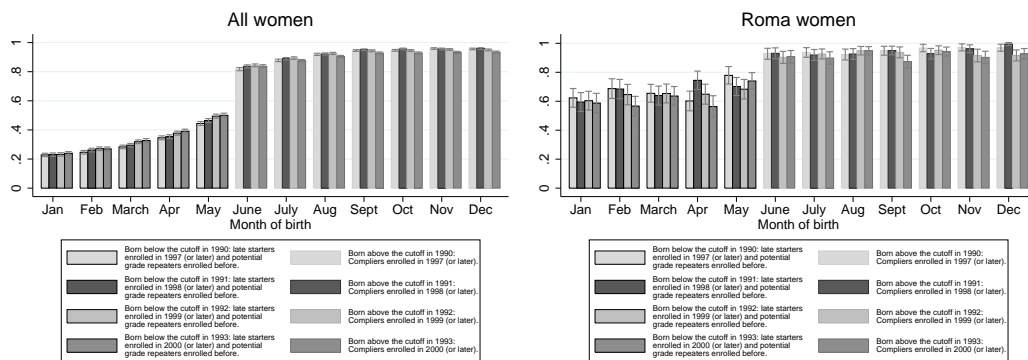 All women
1
.8
.6
.4
.2
0
Jan Feb March Apr May June July Aug Sept Oct Nov Dec
Month of birth
Born below the cutoff in 1990: late starters
enrolled in 1997 (or later) and potential
grade repeaters enrolled before.
Born above the cutoff in 1990:
Compliers enrolled in 1997 (or later).
Born below the cutoff in 1991: late starters
enrolled in 1998 (or later) and potential
grade repeaters enrolled before.
Born above the cutoff in 1991:
Compliers enrolled in 1998 (or later).
Born below the cutoff in 1992: late starters
enrolled in 1999 (or later) and potential
grade repeaters enrolled before.
Born above the cutoff in 1992:
Compliers enrolled in 1999 (or later).
Born below the cutoff in 1993: late starters
enrolled in 2000 (or later) and potential
grade repeaters enrolled before.
Born above the cutoff in 1993:
Compliers enrolled in 2000 (or later).
Roma women
1
.8
.6
.4
.2
0
Jan Feb March Apr May June July Aug Sept Oct Nov Dec
Month of birth
Born below the cutoff in 1990: late starters
enrolled in 1997 (or later) and potential
grade repeaters enrolled before.
Born above the cutoff in 1990:
Compliers enrolled in 1997 (or later).
Born below the cutoff in 1991: late starters
enrolled in 1998 (or later) and potential
grade repeaters enrolled before.
Born above the cutoff in 1991:
Compliers enrolled in 1998 (or later).
Born below the cutoff in 1992: late starters
enrolled in 1999 (or later) and potential
grade repeaters enrolled before.
Born above the cutoff in 1992:
Compliers enrolled in 1999 (or later).
Born below the cutoff in 1993: late starters
enrolled in 2000 (or later) and potential
grade repeaters enrolled before.
Born above the cutoff in 1993:
Compliers enrolled in 2000 (or later).